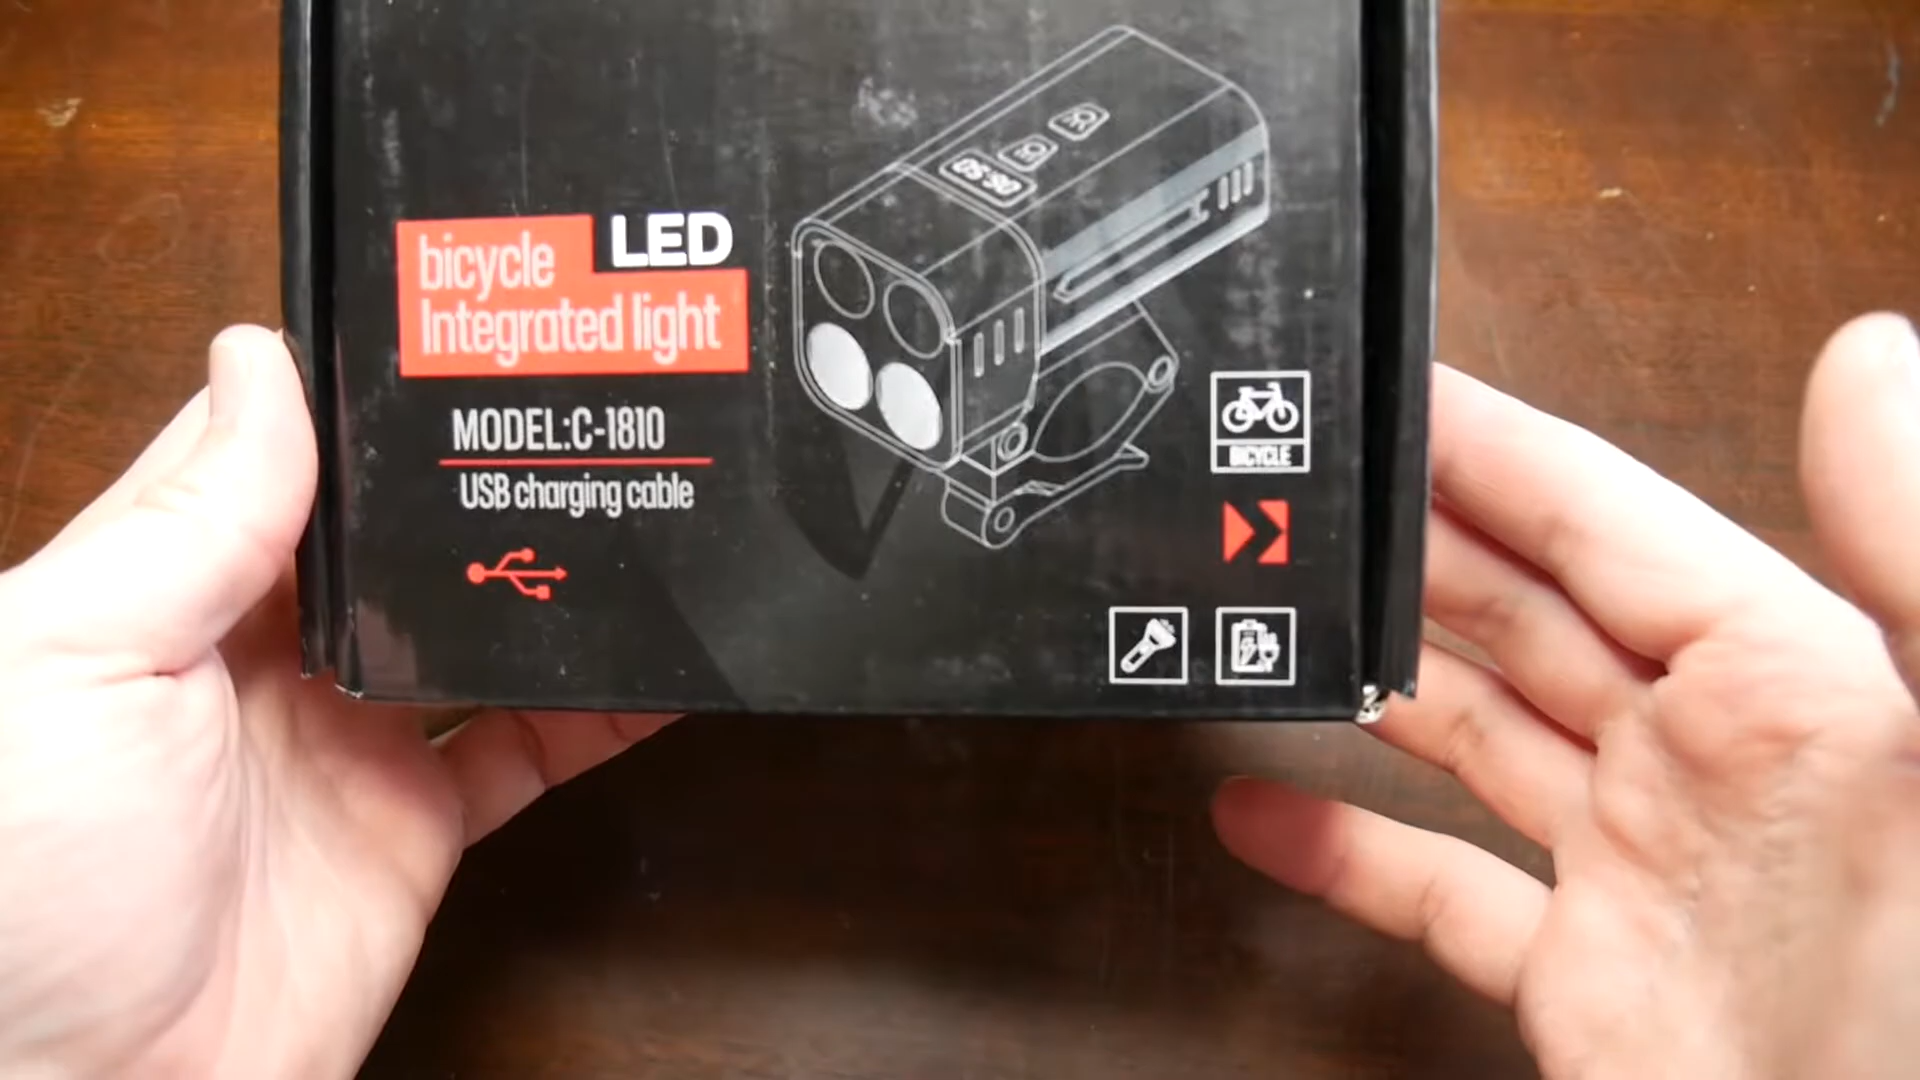 LED
bicycle
Integrated light
MODEL:C-1810
USB charging cable
BICYCLE